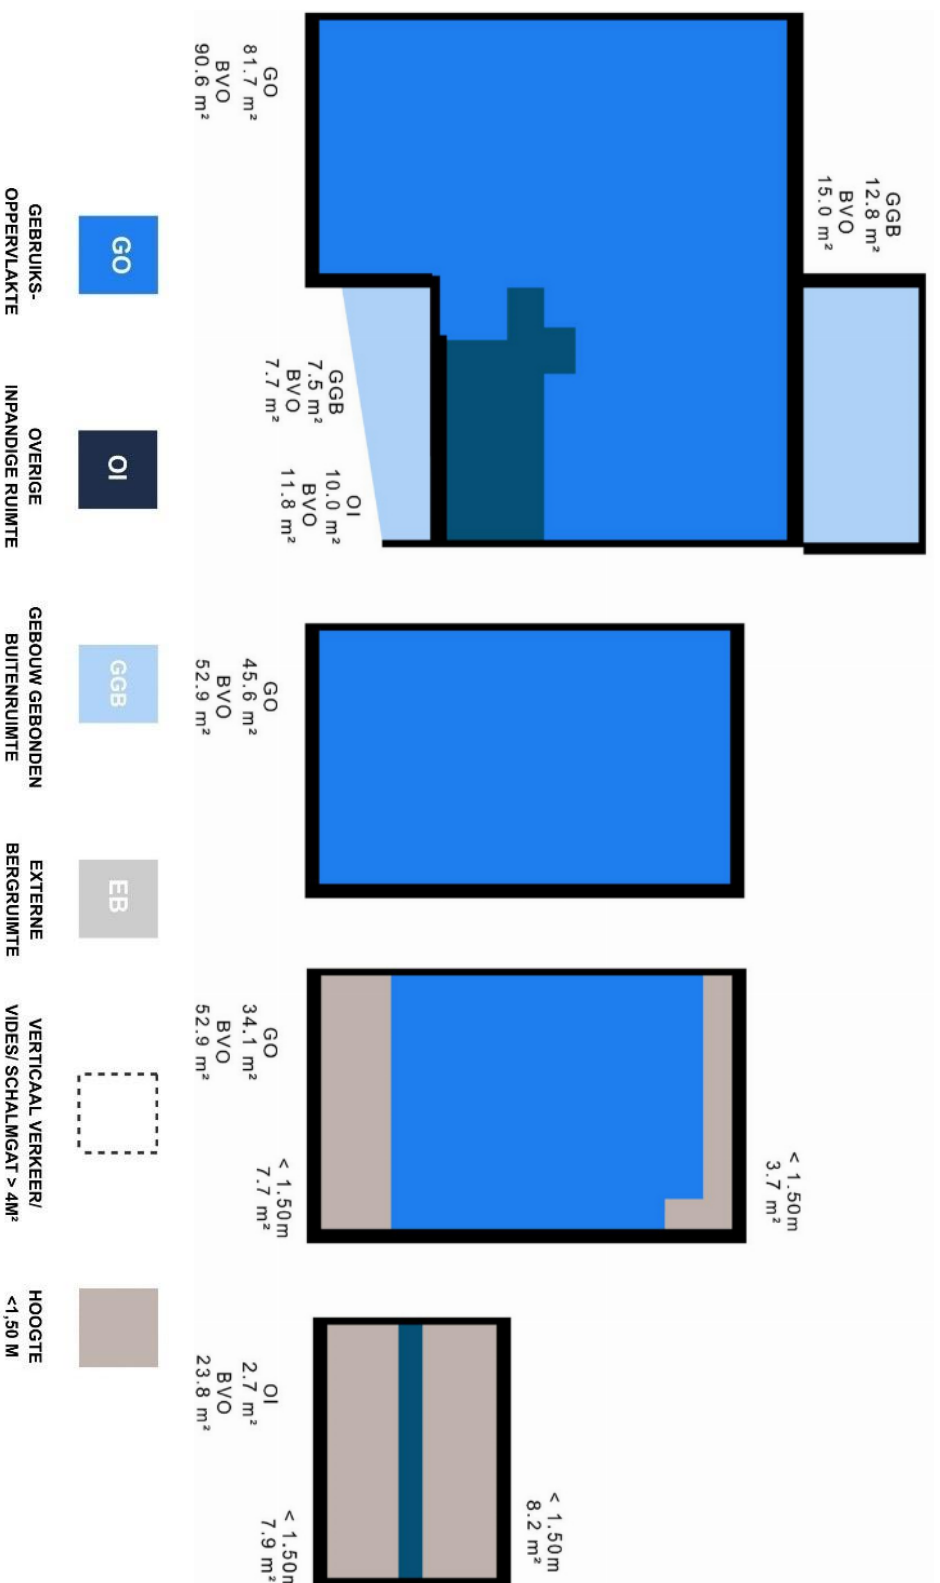 GGB
12.8 m²
BVO
15.0 m²
GO
81.7 m²
BVO
90.6 m²
GGB
7.5 m²
BVO
7.7 m²
OI
10.0 m²
BVO
11.8 m²
GO
45.6 m²
BVO
52.9 m²
< 1.50m
3.7 m²
GO
34.1 m²
BVO
52.9 m²
< 1.50m
7.7 m²
< 1.50m
8.2 m²
OI
2.7 m²
BVO
23.8 m²
< 1.50m
7.9 m²
GO
GEBRUIKS-
OPPERVLAKTE
OI
OVERIGE
INPANDIGE RUIMTE
GGB
GEBOUW GEBONDEN
BUITENRUIMTE
EB
EXTERNE
BERGRUIMTE
VERTICAAL VERKEER/
VIDES/ SCHALMGAT > 4M²
HOOGTE
<1,50 M